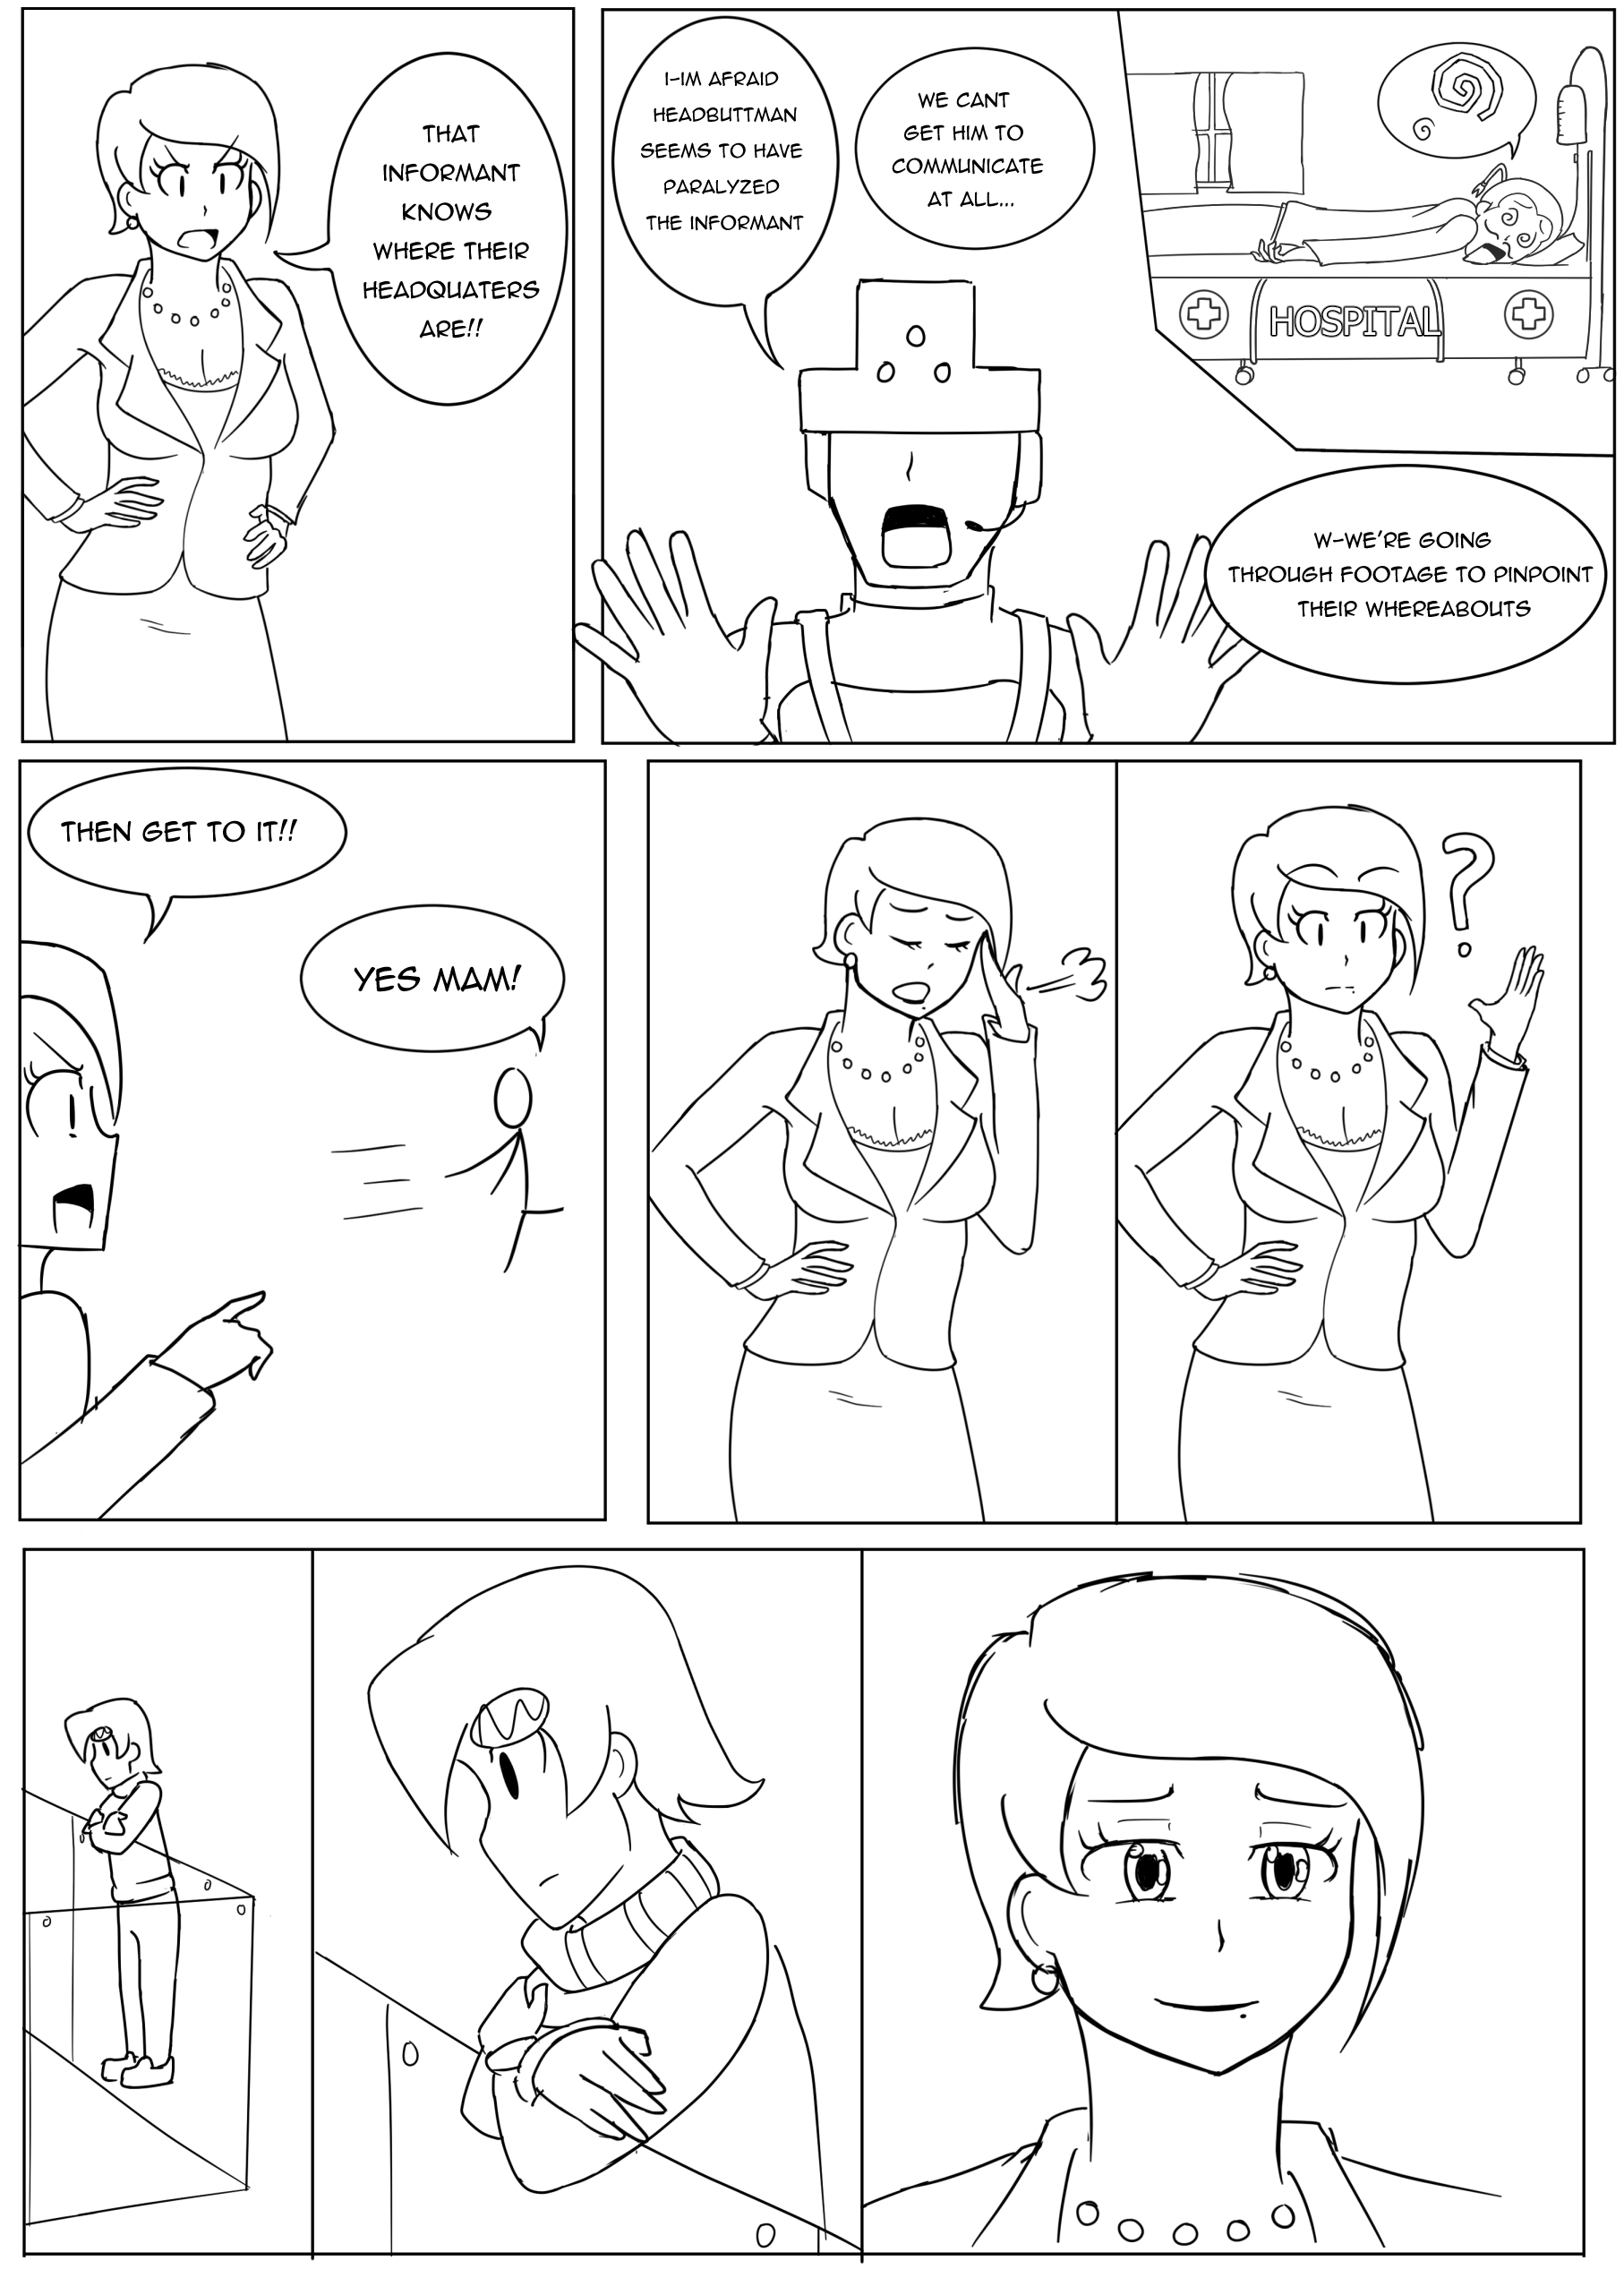 THAT
INFORMANT
KNOWS
WHERE THEIR
HEADQUATERS
ARE!!
I-IM AFRAID
HEADBUTTMAN
SEEMS TO HAVE
PARALYZED
THE INFORMANT
WE CANT
GET HIM TO
COMMUNICATE
AT ALL...
HOSPITAL
W-WE'RE GOING
THROUGH FOOTAGE TO PINPOINT
THEIR WHEREABOUTS
THEN GET TO IT!!
YES MAM!
?